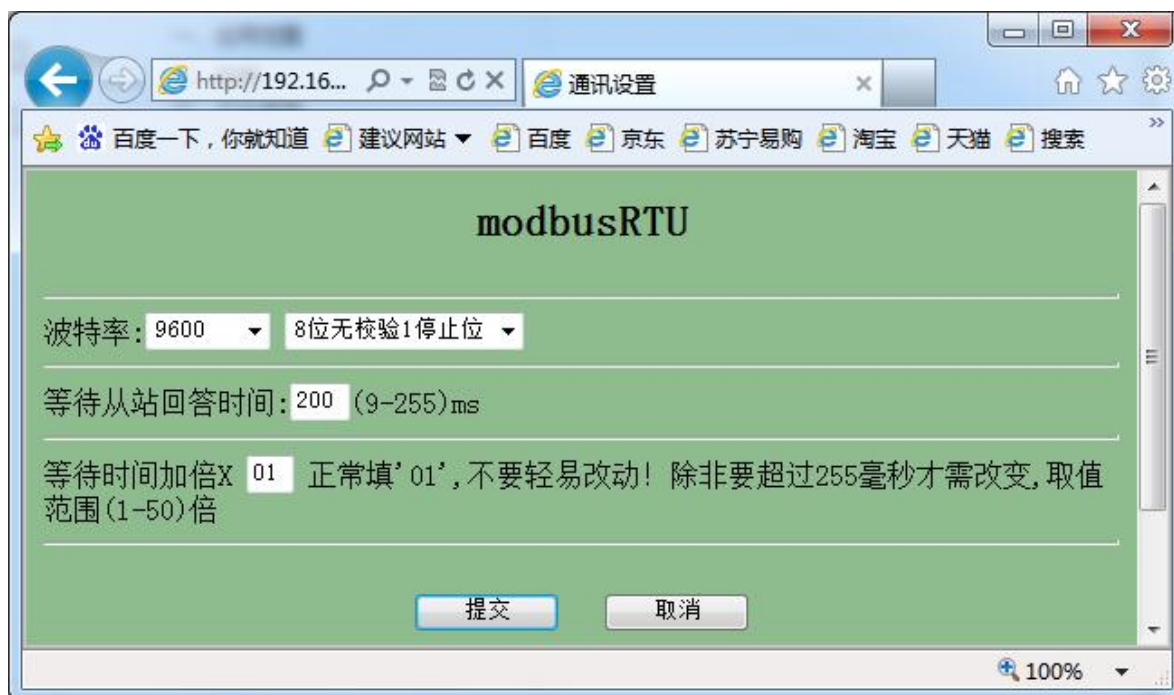 http://192.16...
通讯设置
百度一下，你就知道 建议网站 百度 京东 苏宁易购 淘宝 天猫 搜索
modbusRTU
波特率:9600 8位无校验1停止位
等待从站回答时间:200 (9-255)ms
等待时间加倍X 01 正常填'01',不要轻易改动! 除非要超过255毫秒才需改变,取值
范围(1-50)倍
提交 取消
100%